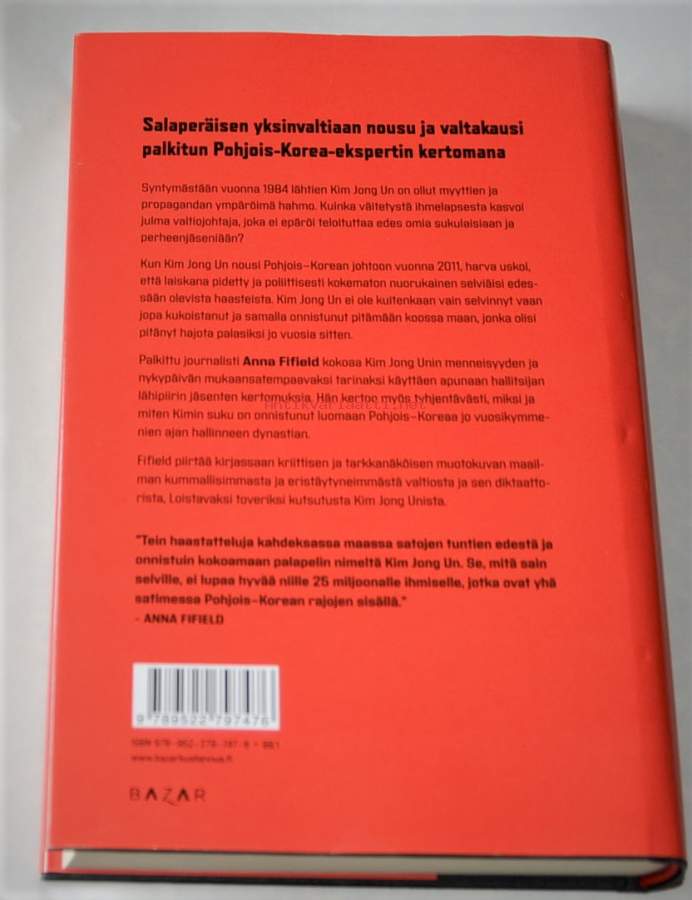 Salaperäisen yksinvaltiaan nousu ja valtakausi
palkitun Pohjois-Korea-ekspertin kertomana
Syntymästään vuonna 1984 lähtien Kim Jong Un on ollut myyttien ja
propagandan ympäröimä hahmo. Kuinka väitetystä ihmelapsesta kasvoi
julma valtiojohtaja, joka ei epäröi teloituttaa edes omia sukulaisiaan ja
perheenjäseniään?
Kun Kim Jong Un nousi Pohjois-Korean johtoon vuonna 2011, harva uskoi,
että laiskana pidetty ja poliittisesti kokematon nuorukainen selviäisi edes-
sään olevista haasteista. Kim Jong Un ei ole kuitenkaan vain selvinnyt vaan
jopa kukoistanut ja samalla onnistunut pitämään koossa maan, jonka olisi
pitänyt hajota palasiksi jo vuosia sitten.
Palkittu journalisti Anna Fifield kokoaa Kim Jong Unin menneisyyden ja
nykypäivän mukaansatempaavaksi tarinaksi käyttäen apunaan hallitsijan
lähipiirin jäsenten kertomuksia. Hän kertoo myös tyhjentävästi, miksi ja
antikvariaatti.net
miten Kimin suku on onnistunut luomaan Pohjois-Koreaa jo vuosikymme-
nien ajan hallinneen dynastian.
Fifield piirtää kirjassaan kriittisen ja tarkkanäköisen muotokuvan maail-
man kummallisimmasta ja eristäytyneimmästä valtiosta ja sen diktaatto-
rista, Loistavaksi toveriksi kutsutusta Kim Jong Unista.
"Tein haastatteluja kahdeksassa maassa satojen tuntien edestä ja
onnistuin kokoamaan palapelin nimeltä Kim Jong Un. Se, mitä sain
selville, ei lupaa hyvää niille 25 miljoonalle ihmiselle, jotka ovat yhä
satimessa Pohjois-Korean rajojen sisällä."
- ANNA FIFIELD
9 789522 797476
ISBN 978-952-279-747-6
www.bazarkustannus.fi
BAZAR